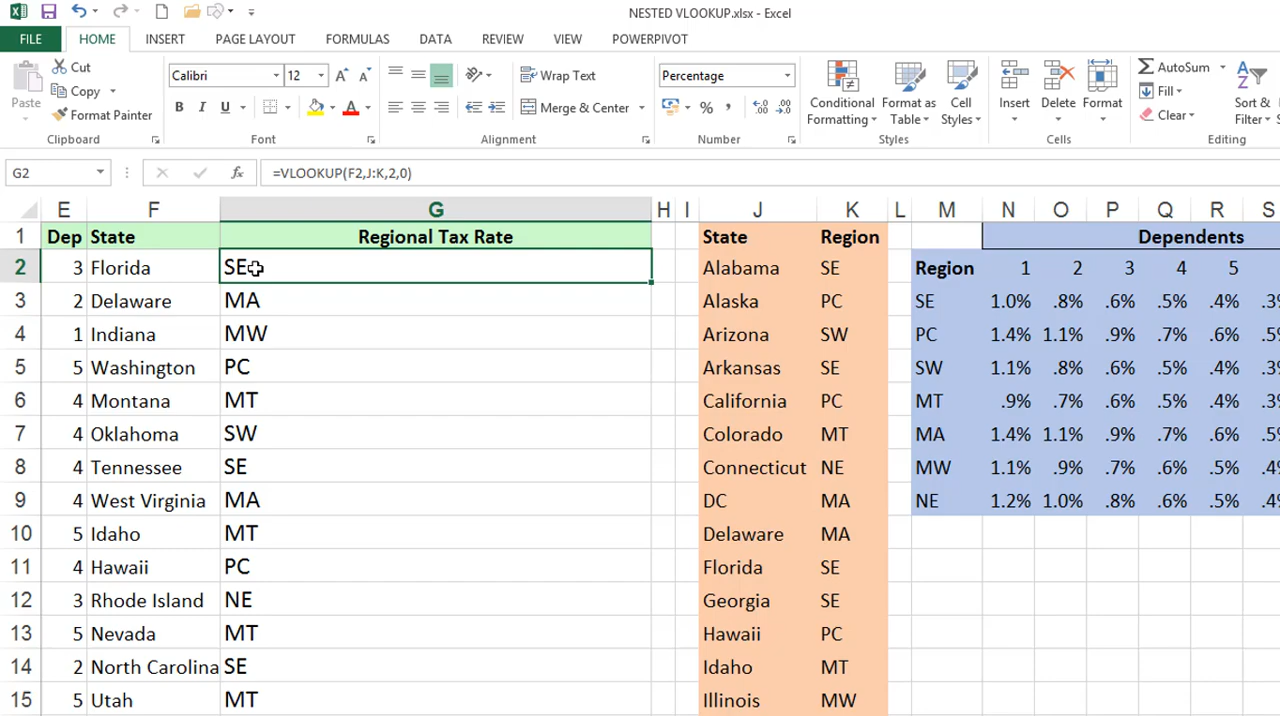 NESTED VLOOKUP.xlsx - Excel
FILE HOME INSERT PAGE LAYOUT FORMULAS DATA REVIEW VIEW POWERPIVOT
Paste Cut Copy Format Painter
Calibri 12 B I U A
Wrap Text Merge & Center
Percentage % ,
Conditional Formatting Format as Table Cell Styles
Insert Delete Format
AutoSum Fill Clear Sort & Filter
Clipboard Font Alignment Number Styles Cells Editing
G2 fx =VLOOKUP(F2,J:K,2,0)
E F G H I J K L M N O P Q R S
1 Dep State Regional Tax Rate State Region Dependents
2 3 Florida SE Alabama SE Region 1 2 3 4 5
3 2 Delaware MA Alaska PC SE 1.0% .8% .6% .5% .4% .3%
4 1 Indiana MW Arizona SW PC 1.4% 1.1% .9% .7% .6% .5%
5 5 Washington PC Arkansas SE SW 1.1% .8% .6% .5% .4% .3%
6 4 Montana MT California PC MT .9% .7% .6% .5% .4% .3%
7 4 Oklahoma SW Colorado MT MA 1.4% 1.1% .9% .7% .6% .5%
8 4 Tennessee SE Connecticut NE MW 1.1% .9% .7% .6% .5% .4%
9 4 West Virginia MA DC MA NE 1.2% 1.0% .8% .6% .5% .4%
10 5 Idaho MT Delaware MA
11 4 Hawaii PC Florida SE
12 3 Rhode Island NE Georgia SE
13 5 Nevada MT Hawaii PC
14 2 North Carolina SE Idaho MT
15 5 Utah MT Illinois MW